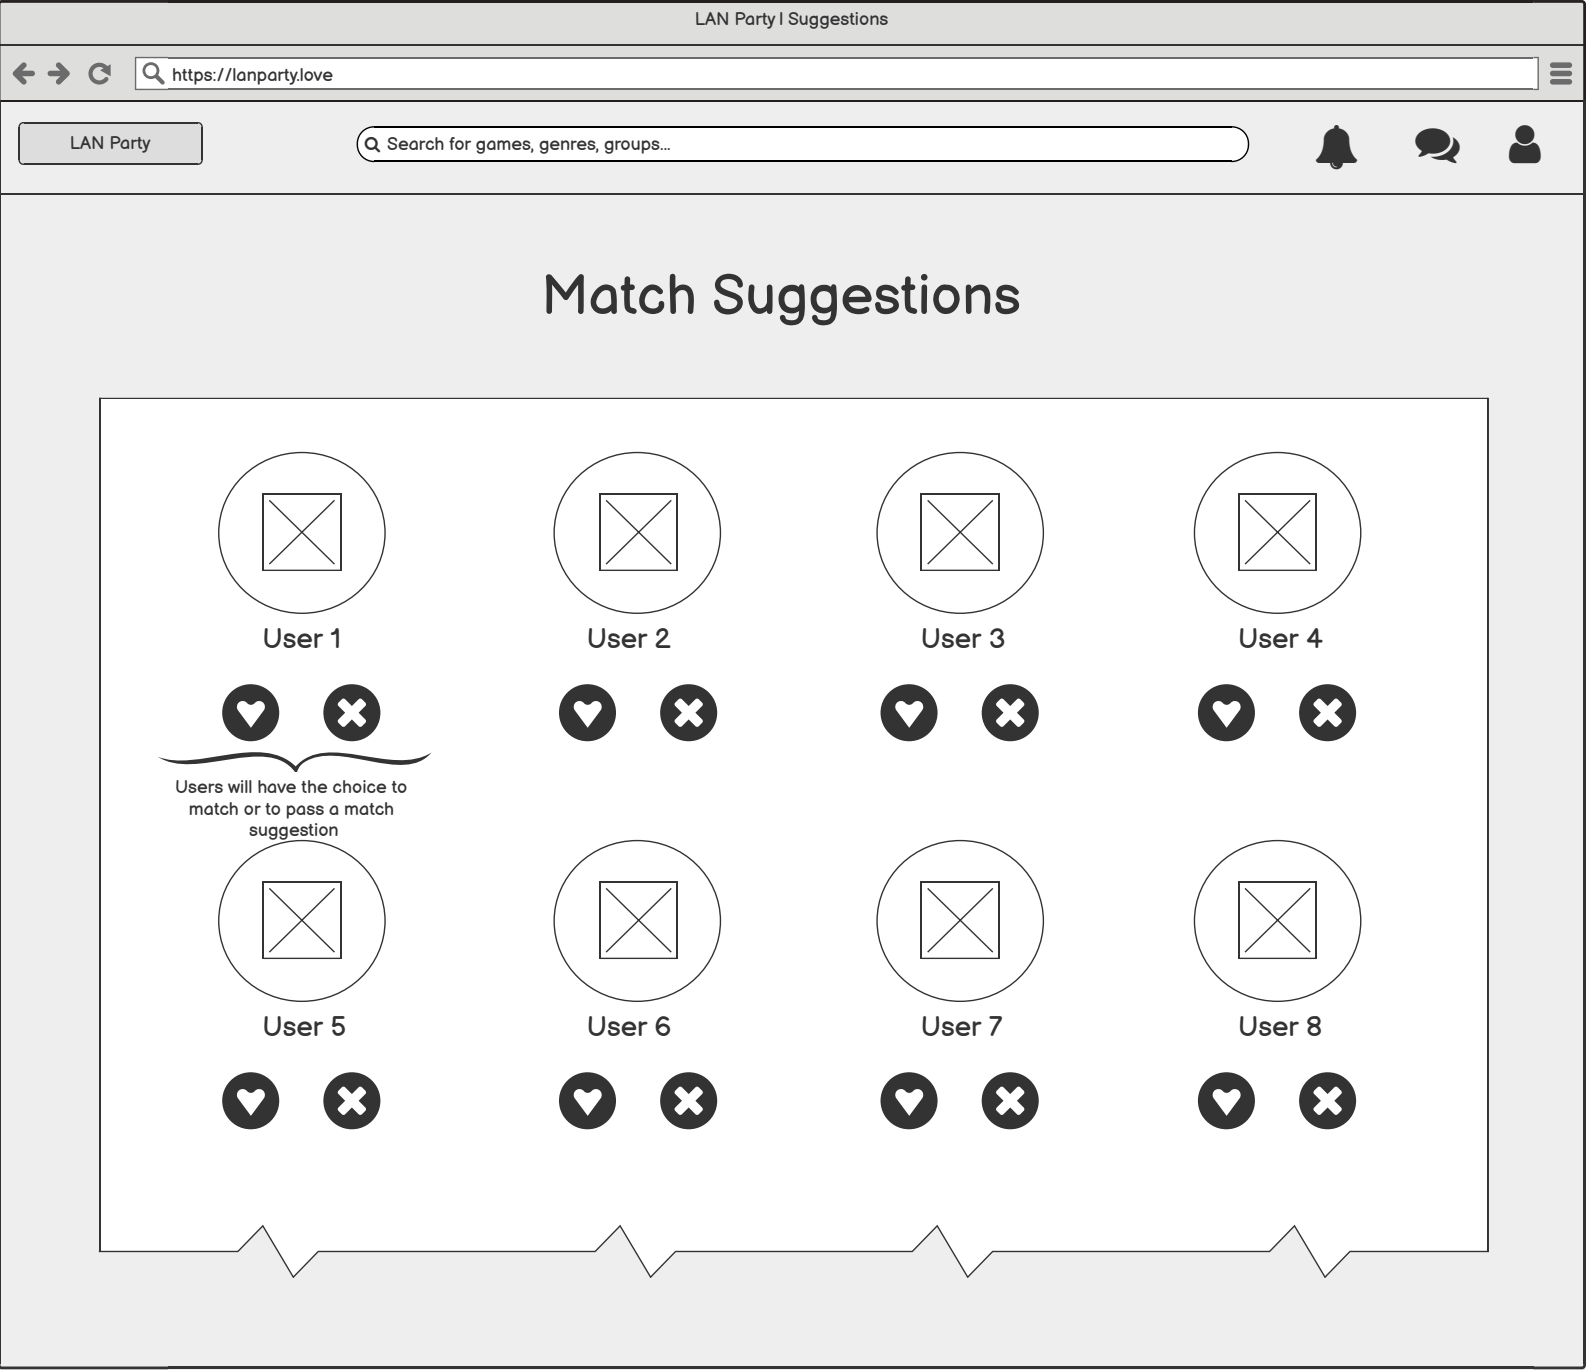 LAN Party | Suggestions
https://lanparty.love
LAN Party
Search for games, genres, groups...
Match Suggestions
User 1
User 2
User 3
User 4
Users will have the choice to
match or to pass a match
suggestion
User 5
User 6
User 7
User 8